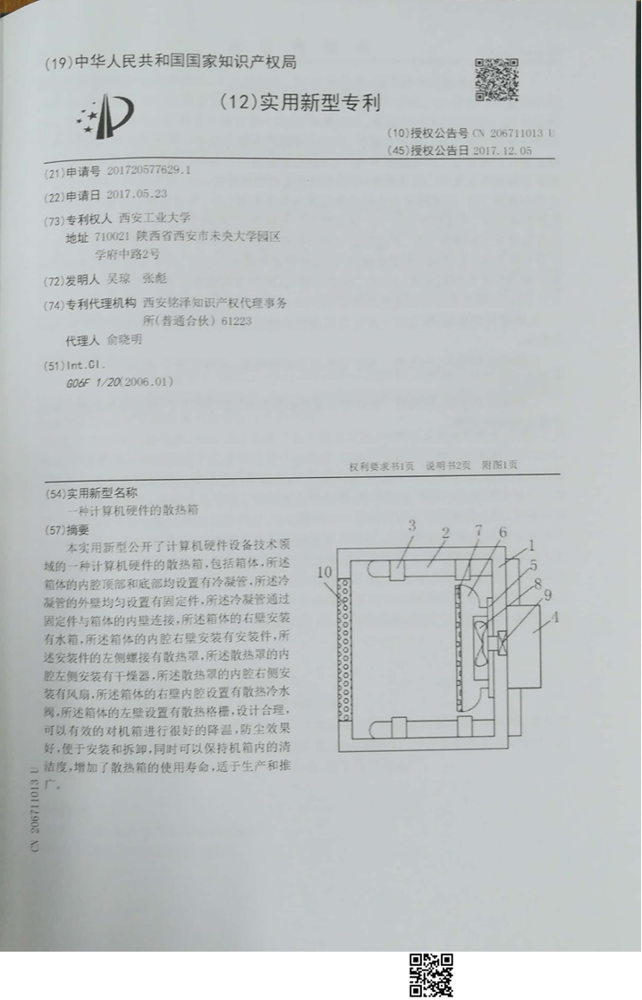 (19)中华人民共和国国家知识产权局
(12)实用新型专利
(10)授权公告号 CN 206711013 U
(45)授权公告日 2017.12.05
(21)申请号 201720577629.1
(22)申请日 2017.05.23
(73)专利权人 西安工业大学
地址 710021 陕西省西安市未央大学园区
学府中路2号
(72)发明人 吴琼 张彪
(74)专利代理机构 西安铭泽知识产权代理事务
所(普通合伙) 61223
代理人 俞晓明
(51)Int.Cl.
G06F 1/20(2006.01)
权利要求书1页 说明书2页 附图1页
(54)实用新型名称
一种计算机硬件的散热箱
(57)摘要
本实用新型公开了计算机硬件设备技术领
域的一种计算机硬件的散热箱,包括箱体,所述
箱体的内腔顶部和底部均设置有冷凝管,所述冷
凝管的外壁均匀设置有固定件,所述冷凝管通过
固定件与箱体的内壁连接,所述箱体的右壁安装
有水箱,所述箱体的内腔右壁安装有安装件,所
述安装件的左侧螺接有散热罩,所述散热罩的内
腔左侧安装有干燥器,所述散热罩的内腔右侧安
装有风扇,所述箱体的右壁内腔设置有散热冷水
阀,所述箱体的左壁设置有散热格栅,设计合理,
可以有效的对机箱进行很好的降温,防尘效果
好,便于安装和拆卸,同时可以保持机箱内的清
洁度,增加了散热箱的使用寿命,适于生产和推
广。
3
2
7
6
1
5
8
9
4
10
CN 206711013 U